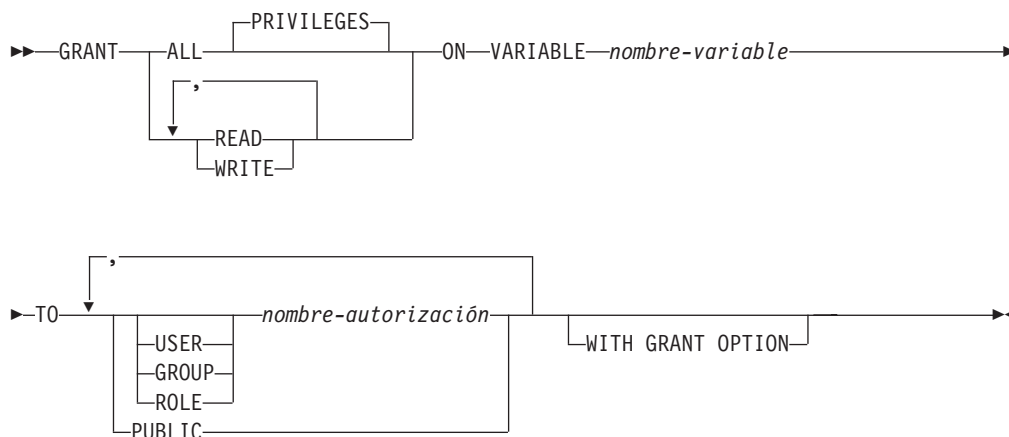 PRIVILEGES
GRANT ALL ON VARIABLE nombre-variable
,
READ
WRITE
,
TO nombre-autorización
USER WITH GRANT OPTION
GROUP
ROLE
PUBLIC